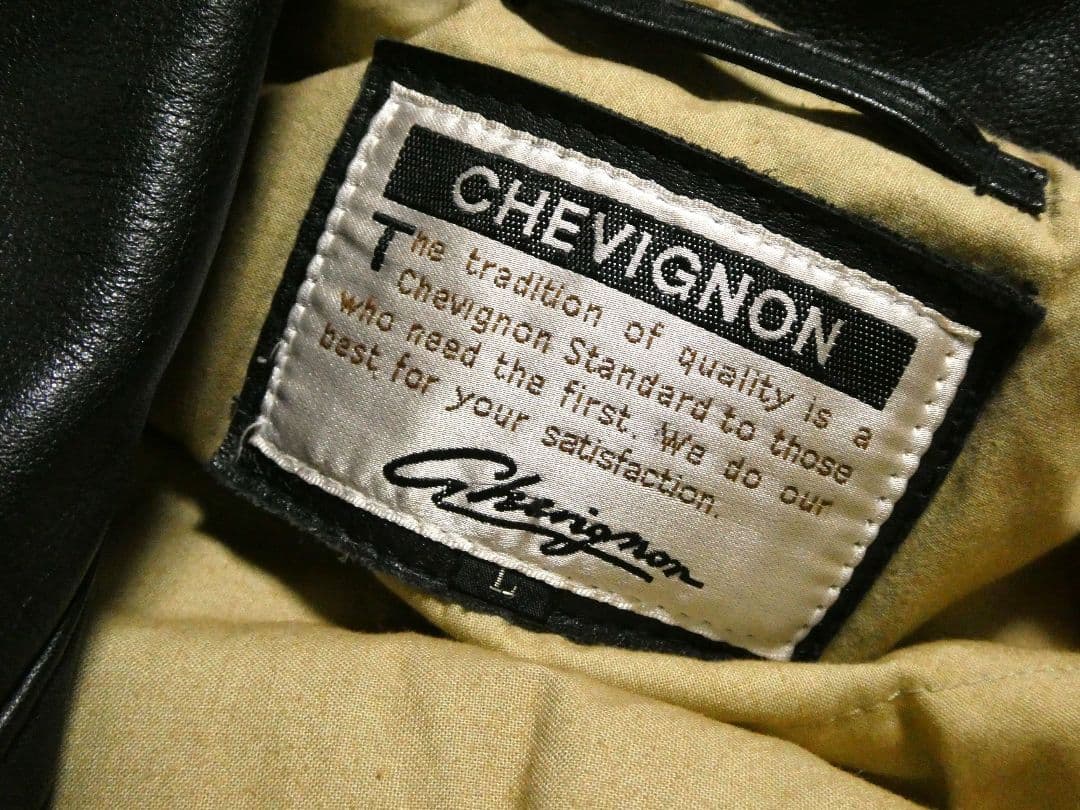 CHEVIGNON
The tradition of quality is a
Chevignon Standard to those
who need the first. We do our
best for your satisfaction.
Chevignon
L